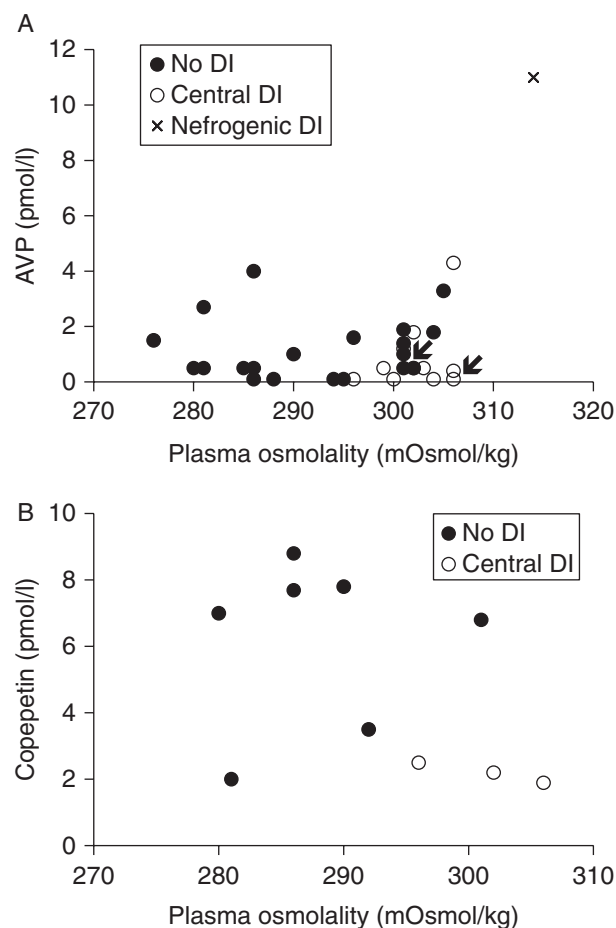 A
No DI
Central DI
Nefrogenic DI
12
10
8
6
4
2
0
AVP (pmol/l)
270 280 290 300 310 320
Plasma osmolality (mOsmol/kg)
B
No DI
Central DI
10
8
6
4
2
0
Copepetin (pmol/l)
270 280 290 300 310
Plasma osmolality (mOsmol/kg)